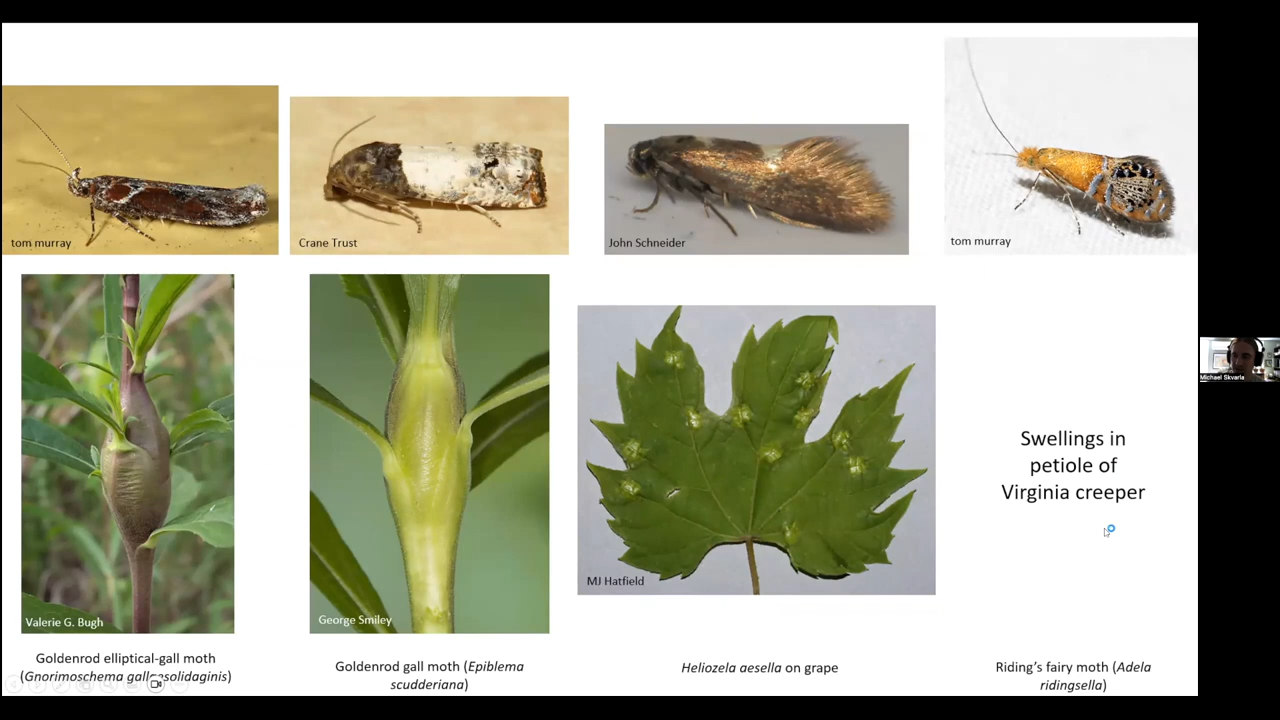 tom murray
Crane Trust
John Schneider
tom murray
Valerie G. Bugh
George Smiley
MJ Hatfield
Swellings in
petiole of
Virginia creeper
Goldenrod elliptical-gall moth
(Gnorimoschema gallaesolidaginis)
Goldenrod gall moth (Epiblema
scudderiana)
Heliozela aesella on grape
Riding's fairy moth (Adela
ridingsella)
Michael Skvarla